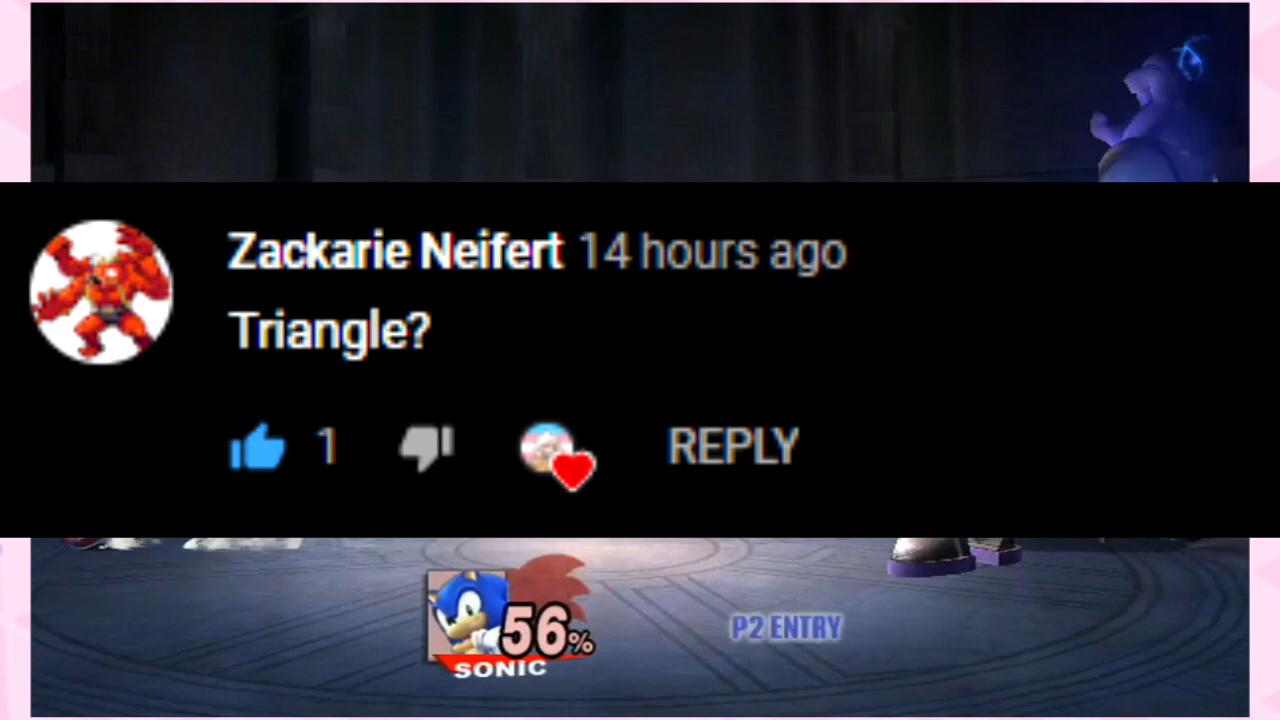 Zackarie Neifert 14 hours ago
Triangle?
1 REPLY
56%
SONIC
P2 ENTRY